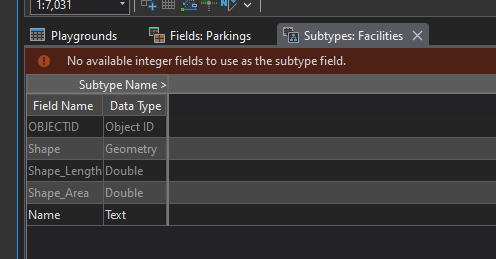 1:7,031
Playgrounds Fields: Parkings Subtypes: Facilities
No available integer fields to use as the subtype field.
Subtype Name >
Field Name Data Type
OBJECTID Object ID
Shape Geometry
Shape_Length Double
Shape_Area Double
Name Text